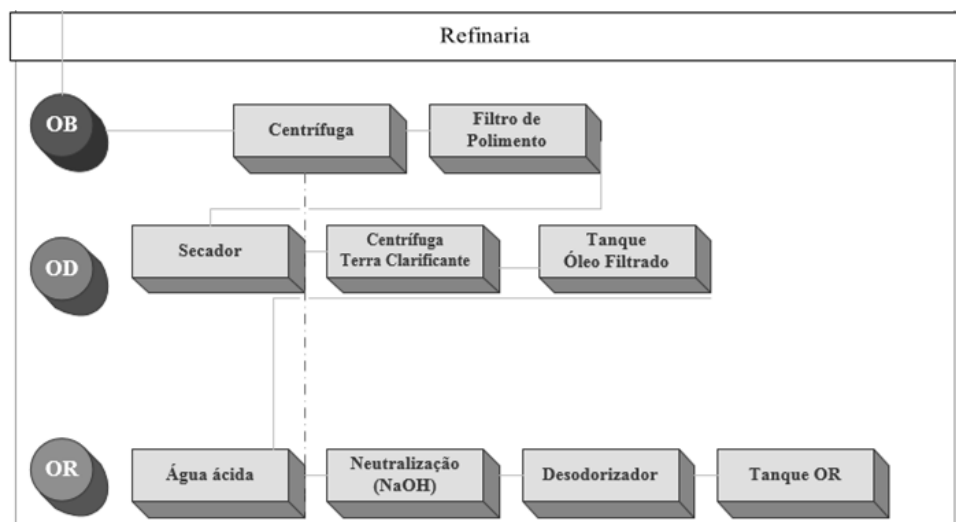 Refinaria
OB
Centrífuga
Filtro de
Polimento
OD
Secador
Centrífuga
Terra Clarificante
Tanque
Óleo Filtrado
OR
Água ácida
Neutralização
(NaOH)
Desodorizador
Tanque OR